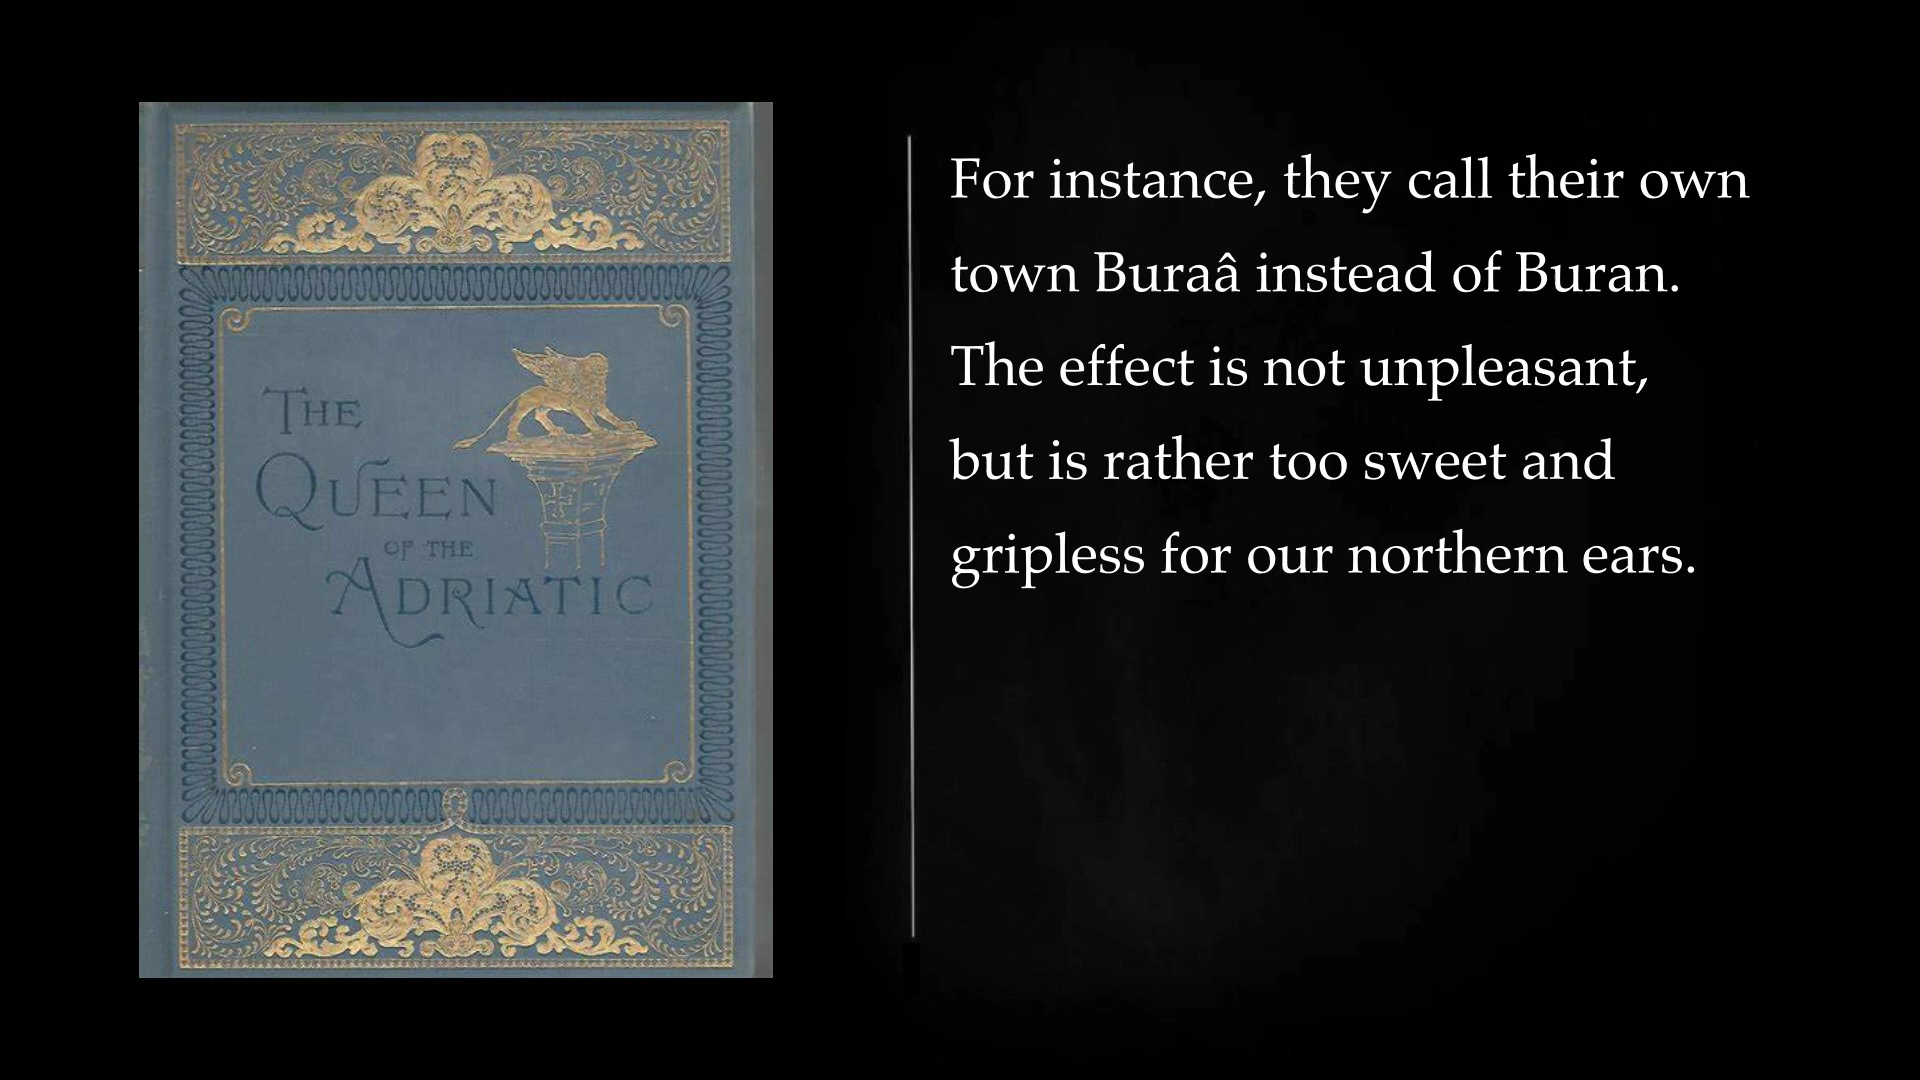 THE
QUEEN
OF THE
ADRIATIC
For instance, they call their own
town Buraâ instead of Buran.
The effect is not unpleasant,
but is rather too sweet and
gripless for our northern ears.